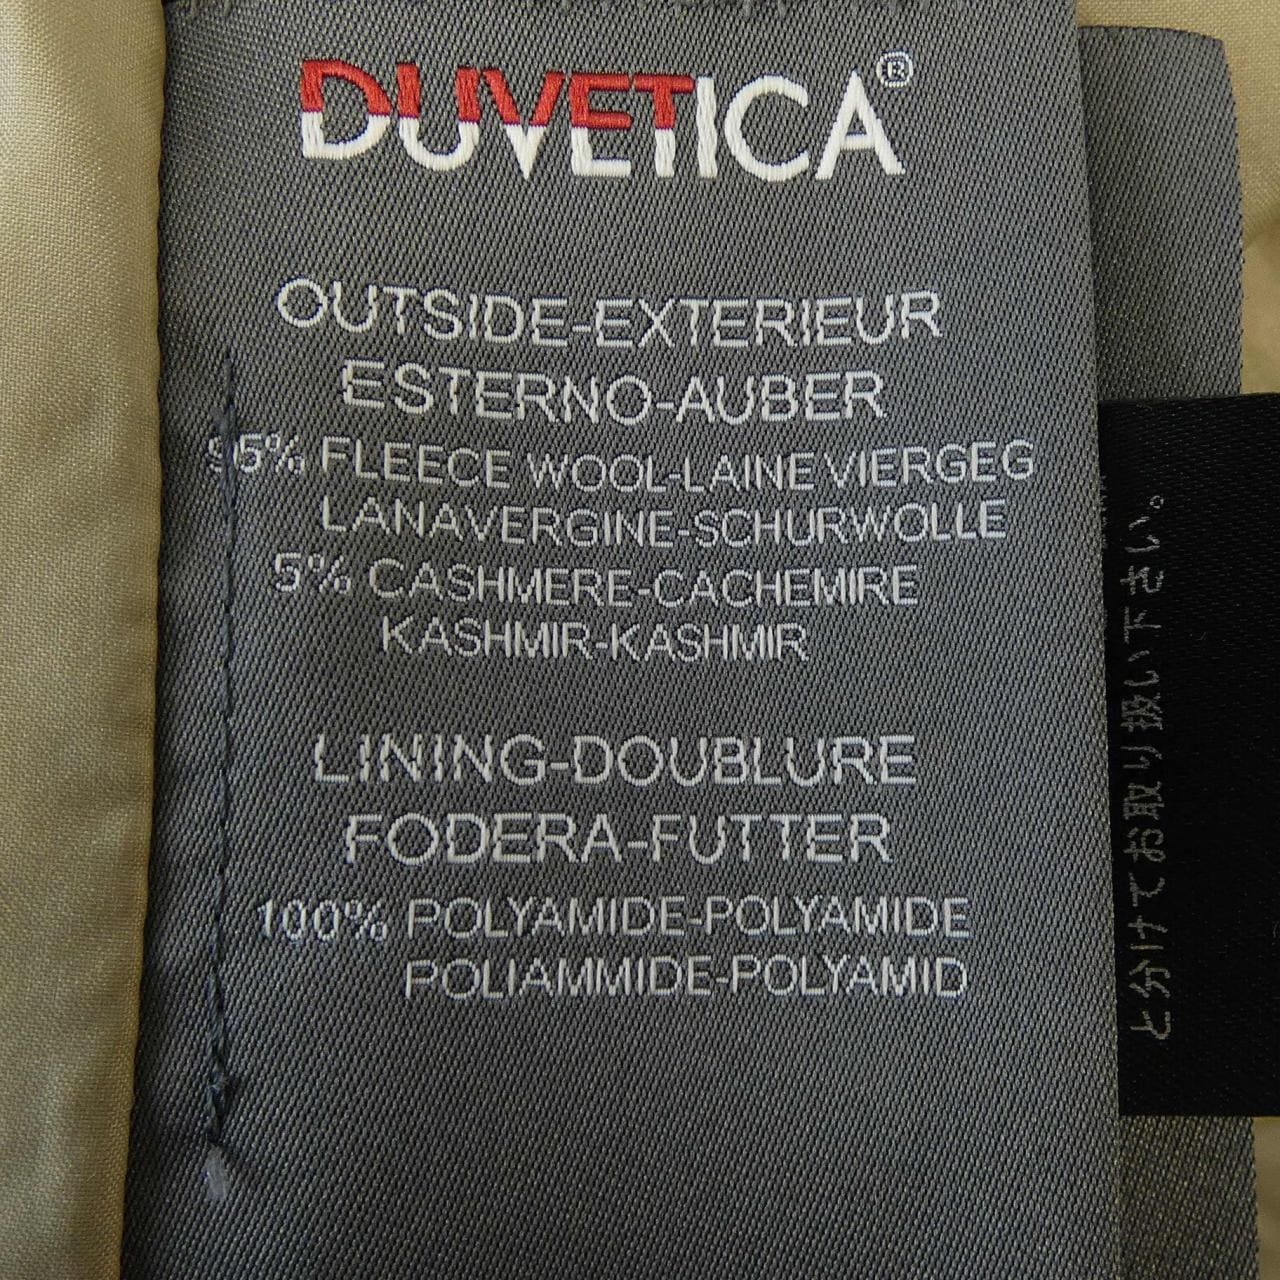 DUVETICA®
OUTSIDE-EXTERIEUR
ESTERNO-AUBER
95% FLEECE WOOL-LAINE VIERGEG
LANAVERGINE-SCHURWOLLE
5% CASHMERE-CACHEMIRE
KASHMIR-KASHMIR
LINING-DOUBLURE
FODERA-FUTTER
100% POLYAMIDE-POLYAMIDE
POLIAMMIDE-POLYAMID
と分けてお取り扱い下さい。